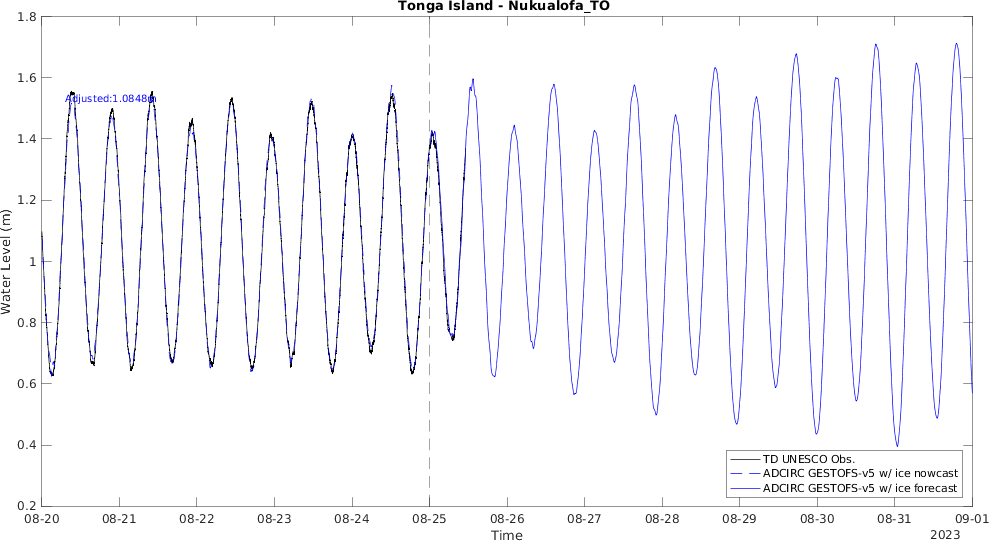 Tonga Island - Nukualofa_TO
1.8
1.6
Adjusted:1.0848m
1.4
1.2
1
0.8
0.6
0.4
0.2
Water Level (m)
TD UNESCO Obs.
ADCIRC GESTOFS-v5 w/ ice nowcast
ADCIRC GESTOFS-v5 w/ ice forecast
08-20 08-21 08-22 08-23 08-24 08-25 08-26 08-27 08-28 08-29 08-30 08-31 09-01
Time
2023